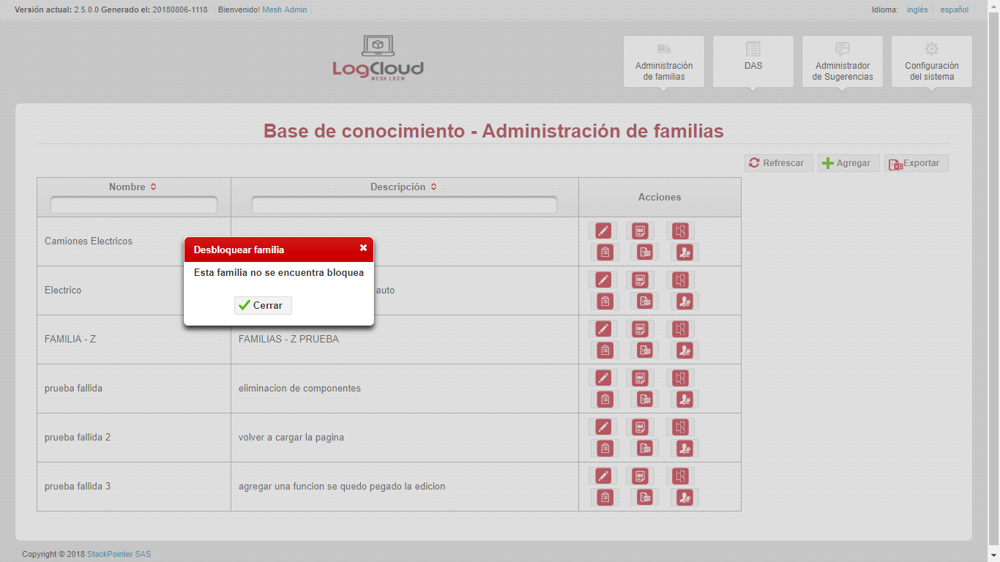 Versión actual: 2.5.0.0 Generado el: 20180806-1118 Bienvenido! Mesh Admin
Idioma: inglés español
LogCloud
MESH LRCM
Administración
de familias
DAS
Administrador
de Sugerencias
Configuración
del sistema
Base de conocimiento - Administración de familias
Refrescar Agregar Exportar
Nombre Descripción Acciones
Camiones Electricos
Electrico auto
FAMILIA - Z FAMILIAS - Z PRUEBA
prueba fallida eliminacion de componentes
prueba fallida 2 volver a cargar la pagina
prueba fallida 3 agregar una funcion se quedo pegado la edicion
Desbloquear familia
Esta familia no se encuentra bloquea
Cerrar
Copyright © 2018 StackPointer SAS